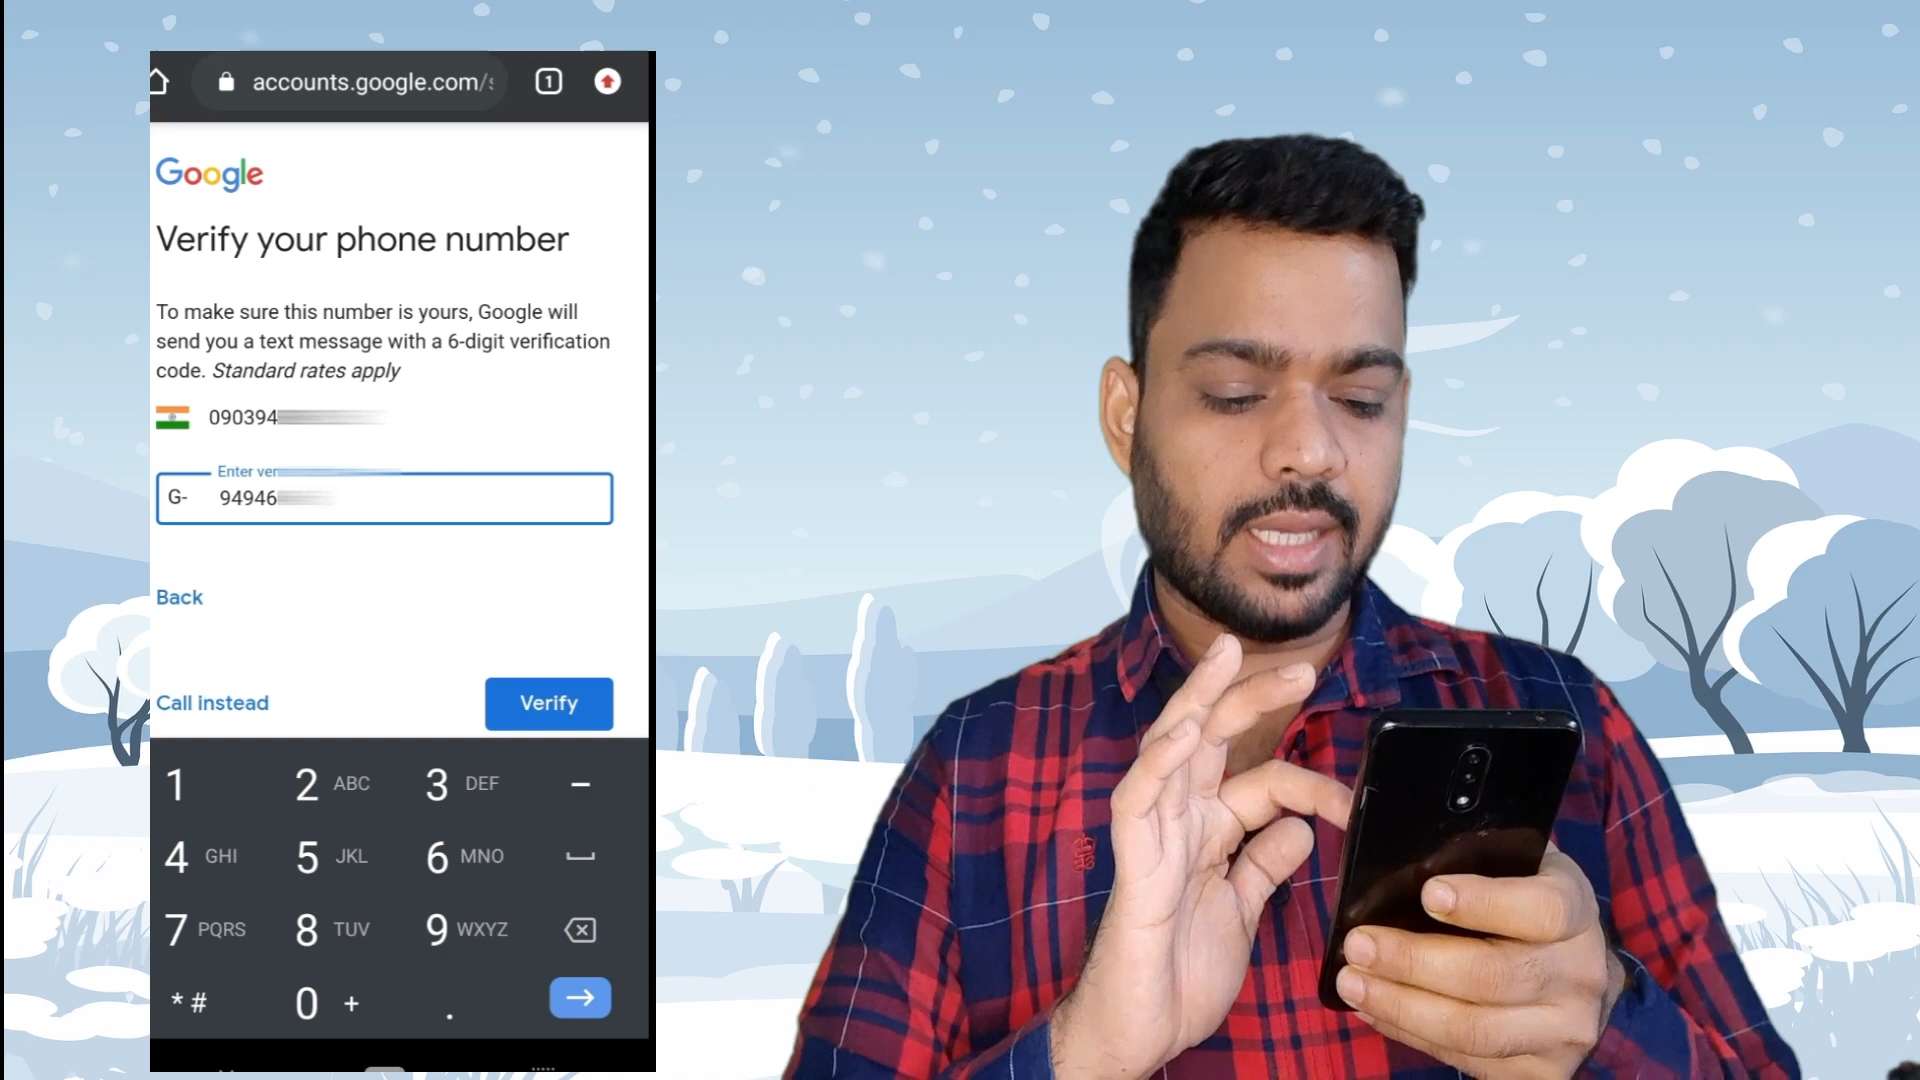 accounts.google.com/s
1
Google
Verify your phone number
To make sure this number is yours, Google will
send you a text message with a 6-digit verification
code. Standard rates apply
090394
Enter ver
G- 94946
Back
Call instead
Verify
1 2 ABC 3 DEF –
4 GHI 5 JKL 6 MNO
7 PQRS 8 TUV 9 WXYZ
* # 0 + .